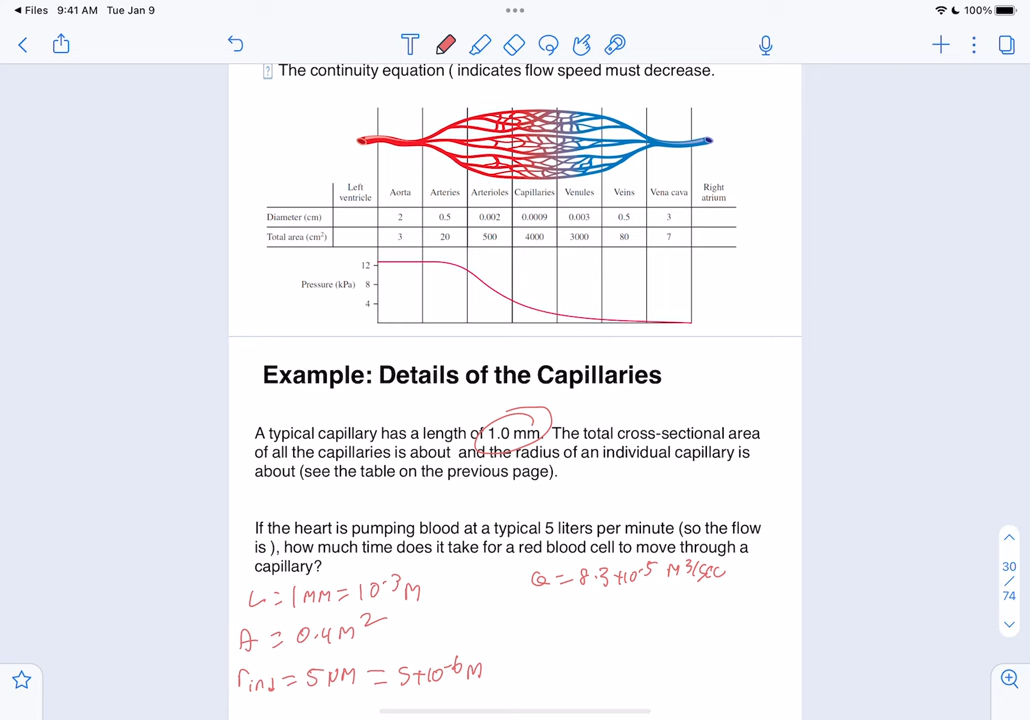 Files 9:41 AM Tue Jan 9 100%
The continuity equation ( indicates flow speed must decrease.
Left ventricle Aorta Arteries Arterioles Capillaries Venules Veins Vena cava Right atrium
Diameter (cm) 2 0.5 0.002 0.0009 0.003 0.5 3
Total area (cm²) 3 20 500 4000 3000 80 7
12
Pressure (kPa) 8
4
Example: Details of the Capillaries
A typical capillary has a length of 1.0 mm. The total cross-sectional area
of all the capillaries is about and the radius of an individual capillary is
about (see the table on the previous page).
If the heart is pumping blood at a typical 5 liters per minute (so the flow
is ), how much time does it take for a red blood cell to move through a
capillary?
Q = 8.3+10⁻⁵ M³/sec
L = 1 MM = 10⁻³ M
A = 0.4 M²
rind = 5 µM = 5+10⁻⁶ M
30
74